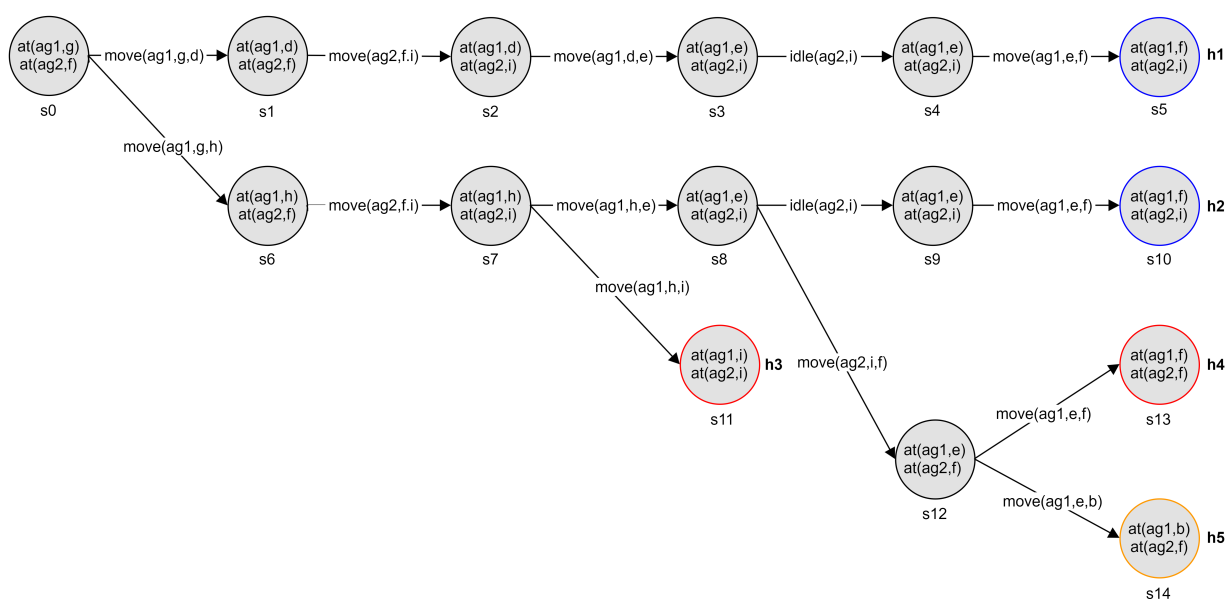 at(ag1,g)
at(ag2,f)
s0
move(ag1,g,d)
at(ag1,d)
at(ag2,f)
s1
move(ag2,f.i)
at(ag1,d)
at(ag2,i)
s2
move(ag1,d,e)
at(ag1,e)
at(ag2,i)
s3
idle(ag2,i)
at(ag1,e)
at(ag2,i)
s4
move(ag1,e,f)
at(ag1,f)
at(ag2,i)
s5
h1
move(ag1,g,h)
at(ag1,h)
at(ag2,f)
s6
move(ag2,f.i)
at(ag1,h)
at(ag2,i)
s7
move(ag1,h,e)
at(ag1,e)
at(ag2,i)
s8
idle(ag2,i)
at(ag1,e)
at(ag2,i)
s9
move(ag1,e,f)
at(ag1,f)
at(ag2,i)
s10
h2
move(ag1,h,i)
at(ag1,i)
at(ag2,i)
s11
h3
move(ag2,i,f)
at(ag1,e)
at(ag2,f)
s12
move(ag1,e,f)
at(ag1,f)
at(ag2,f)
s13
h4
move(ag1,e,b)
at(ag1,b)
at(ag2,f)
s14
h5